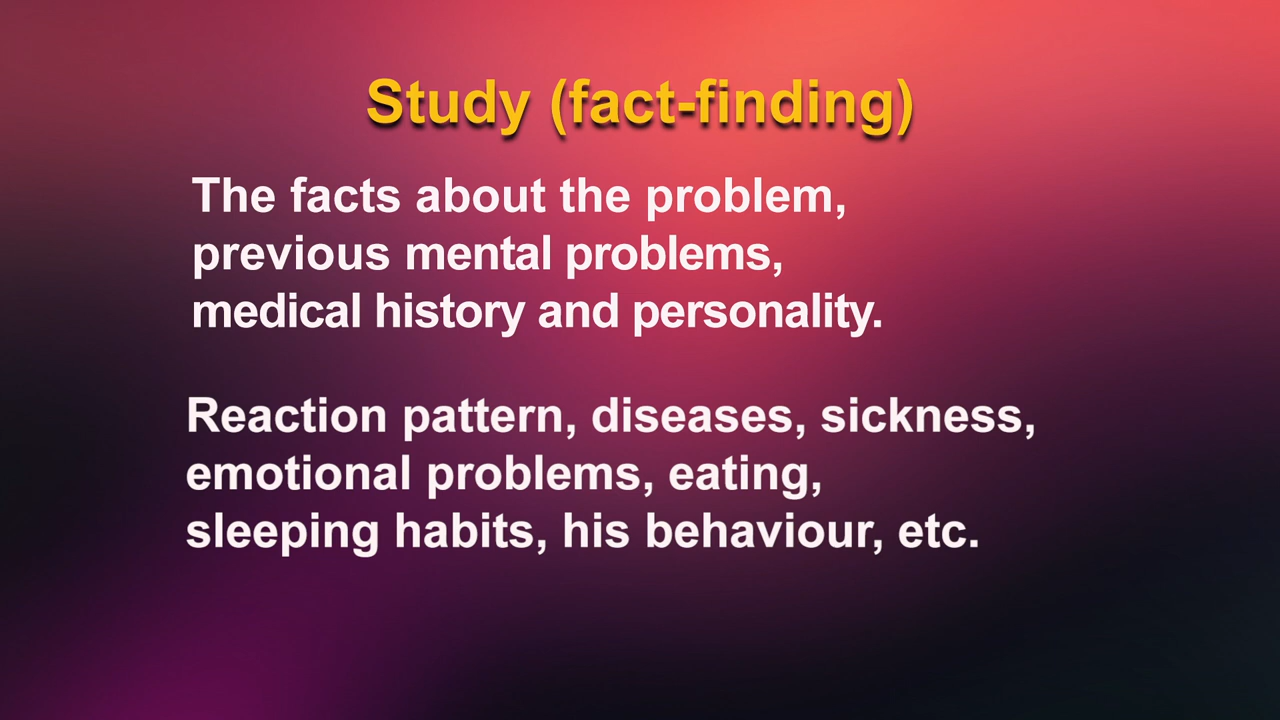 Study (fact-finding)
The facts about the problem,
previous mental problems,
medical history and personality.
Reaction pattern, diseases, sickness,
emotional problems, eating,
sleeping habits, his behaviour, etc.